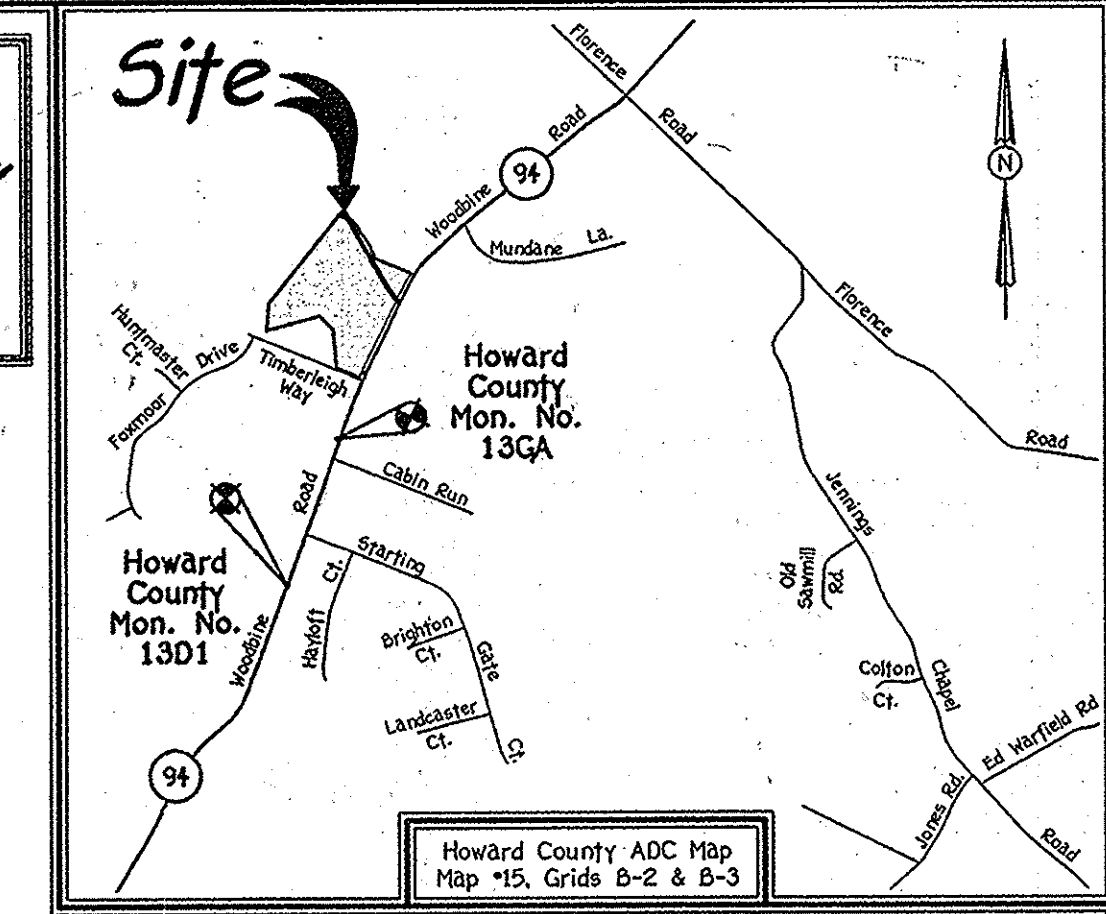 Site
Florence
Road
Road
94
Woodbine
Mundane La.
N
Florence
Road
Huntmaster
Ct.
Drive
Foxmoor
Timberleigh
Way
Howard
County
Mon. No.
13GA
Road
Cabin Run
Starting
Gate
Ct.
Howard
County
Mon. No.
13D1
Woodbine
Hayloft Ct.
Brighton
Ct.
Landcaster
Ct.
94
Jennings
Chapel
Road
Old
Sawmill
Rd.
Colton
Ct.
Ed Warfield Rd
Jones Rd.
Howard County ADC Map
Map #15, Grids B-2 & B-3